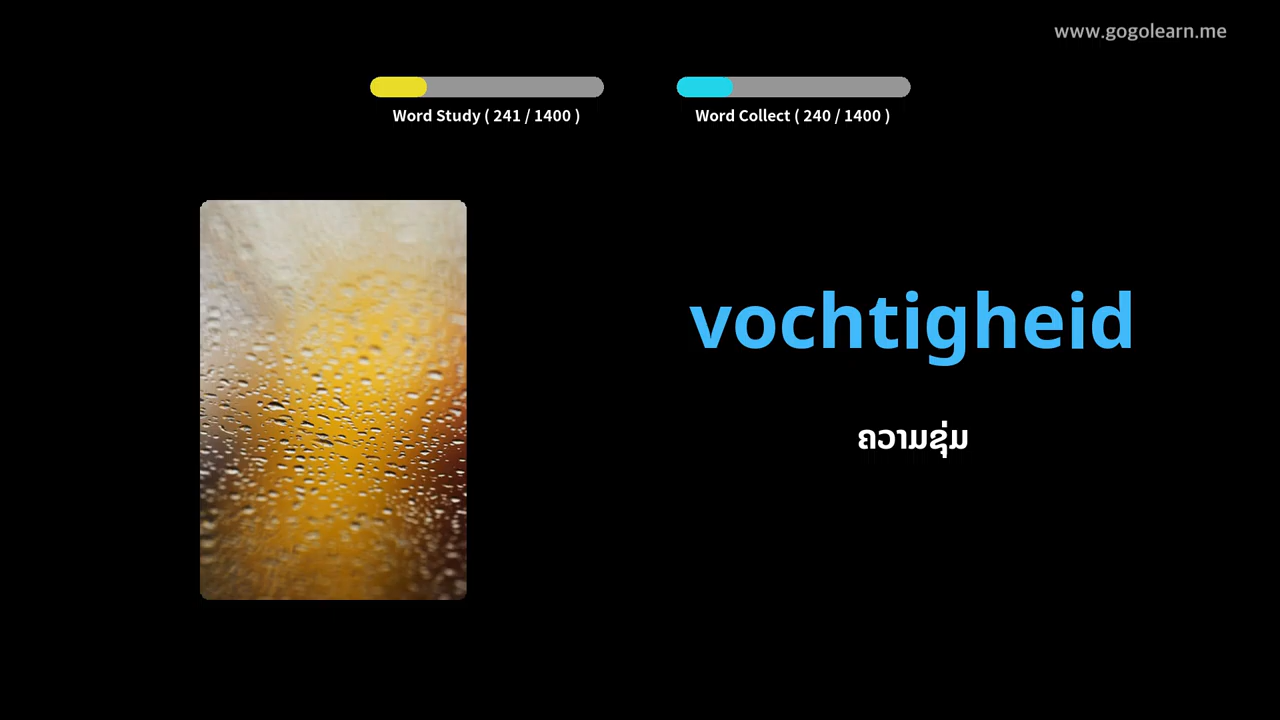 www.gogolearn.me
Word Study ( 241 / 1400 )
Word Collect ( 240 / 1400 )
vochtigheid
ຄວາມຊຸ່ມ